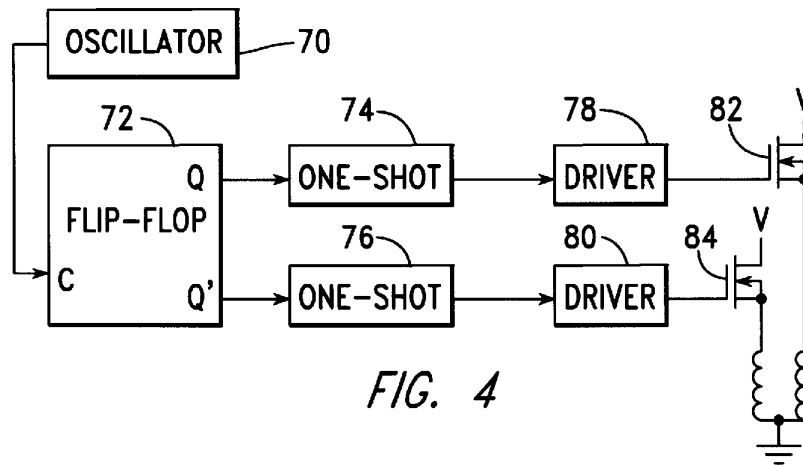 OSCILLATOR
70
72
74
78
82
V
Q
ONE-SHOT
DRIVER
FLIP-FLOP
76
80
84
V
C
Q'
ONE-SHOT
DRIVER
FIG. 4